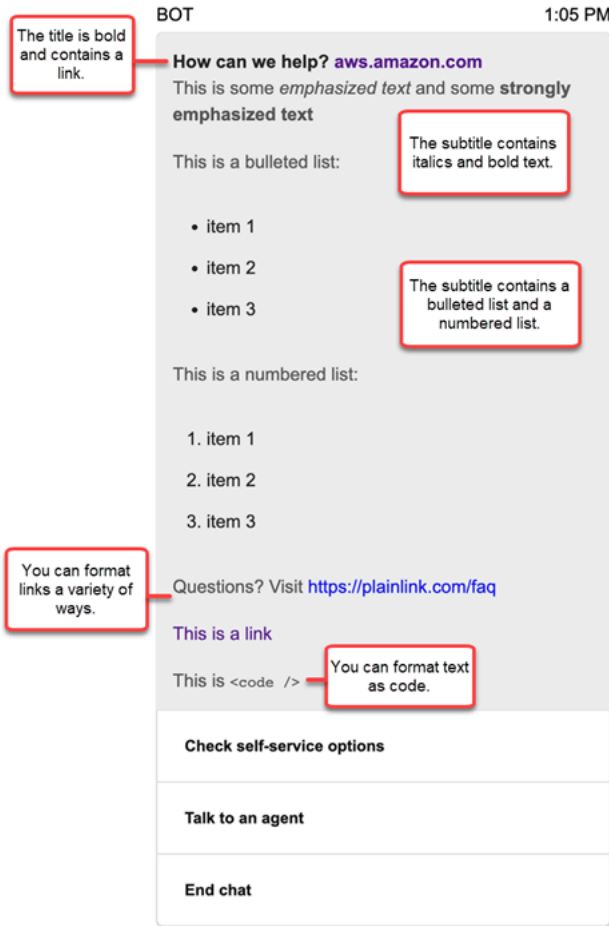 BOT 1:05 PM
The title is bold
and contains a
link.
How can we help? aws.amazon.com
This is some emphasized text and some strongly
emphasized text
The subtitle contains
italics and bold text.
This is a bulleted list:
• item 1
• item 2
• item 3
The subtitle contains a
bulleted list and a
numbered list.
This is a numbered list:
1. item 1
2. item 2
3. item 3
You can format
links a variety of
ways.
Questions? Visit https://plainlink.com/faq
This is a link
This is <code />
You can format text
as code.
Check self-service options
Talk to an agent
End chat